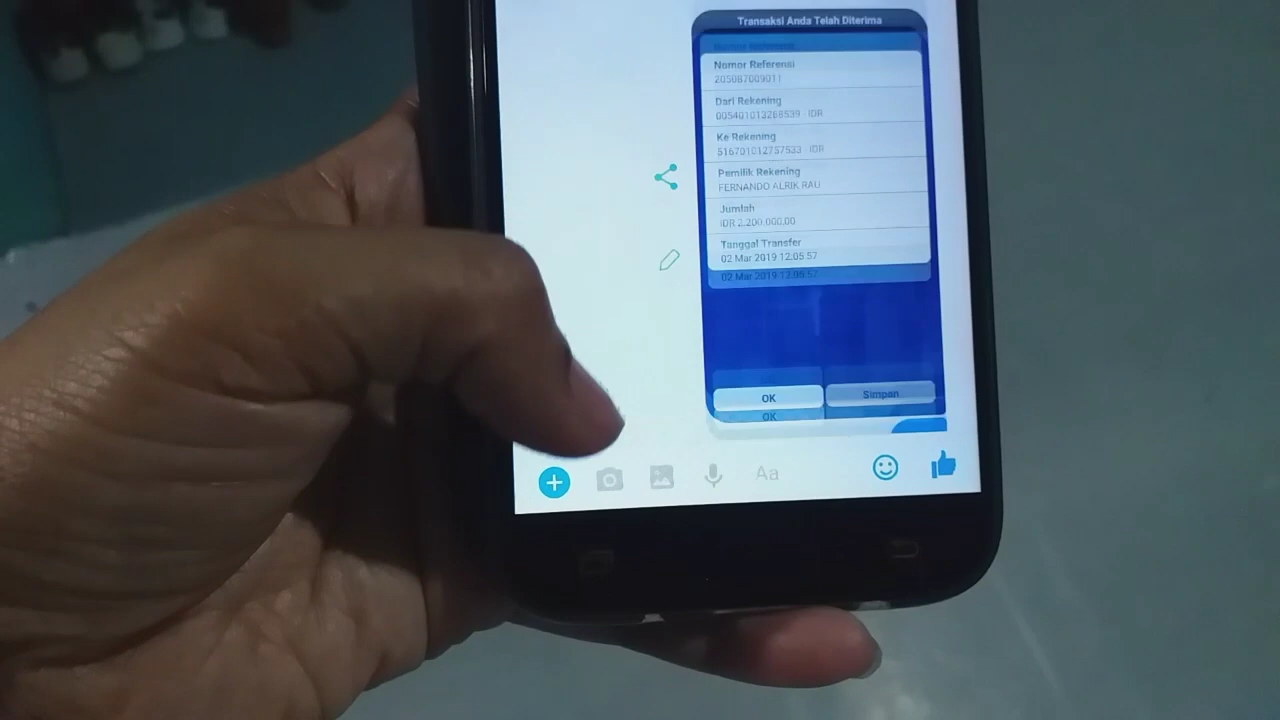 Transaksi Anda Telah Diterima
Nomor Referensi
20508700901
Dari Rekening
005401013268539 IDR
Ke Rekening
516701012757533 IDR
Pemilik Rekening
FERNANDO ALRIK RAU
Jumlah
IDR 2.200.000,00
Tanggal Transfer
02 Mar 2019 12.05.57
02 Mar 2019 12.05.57
OK
Simpan
OK
Aa